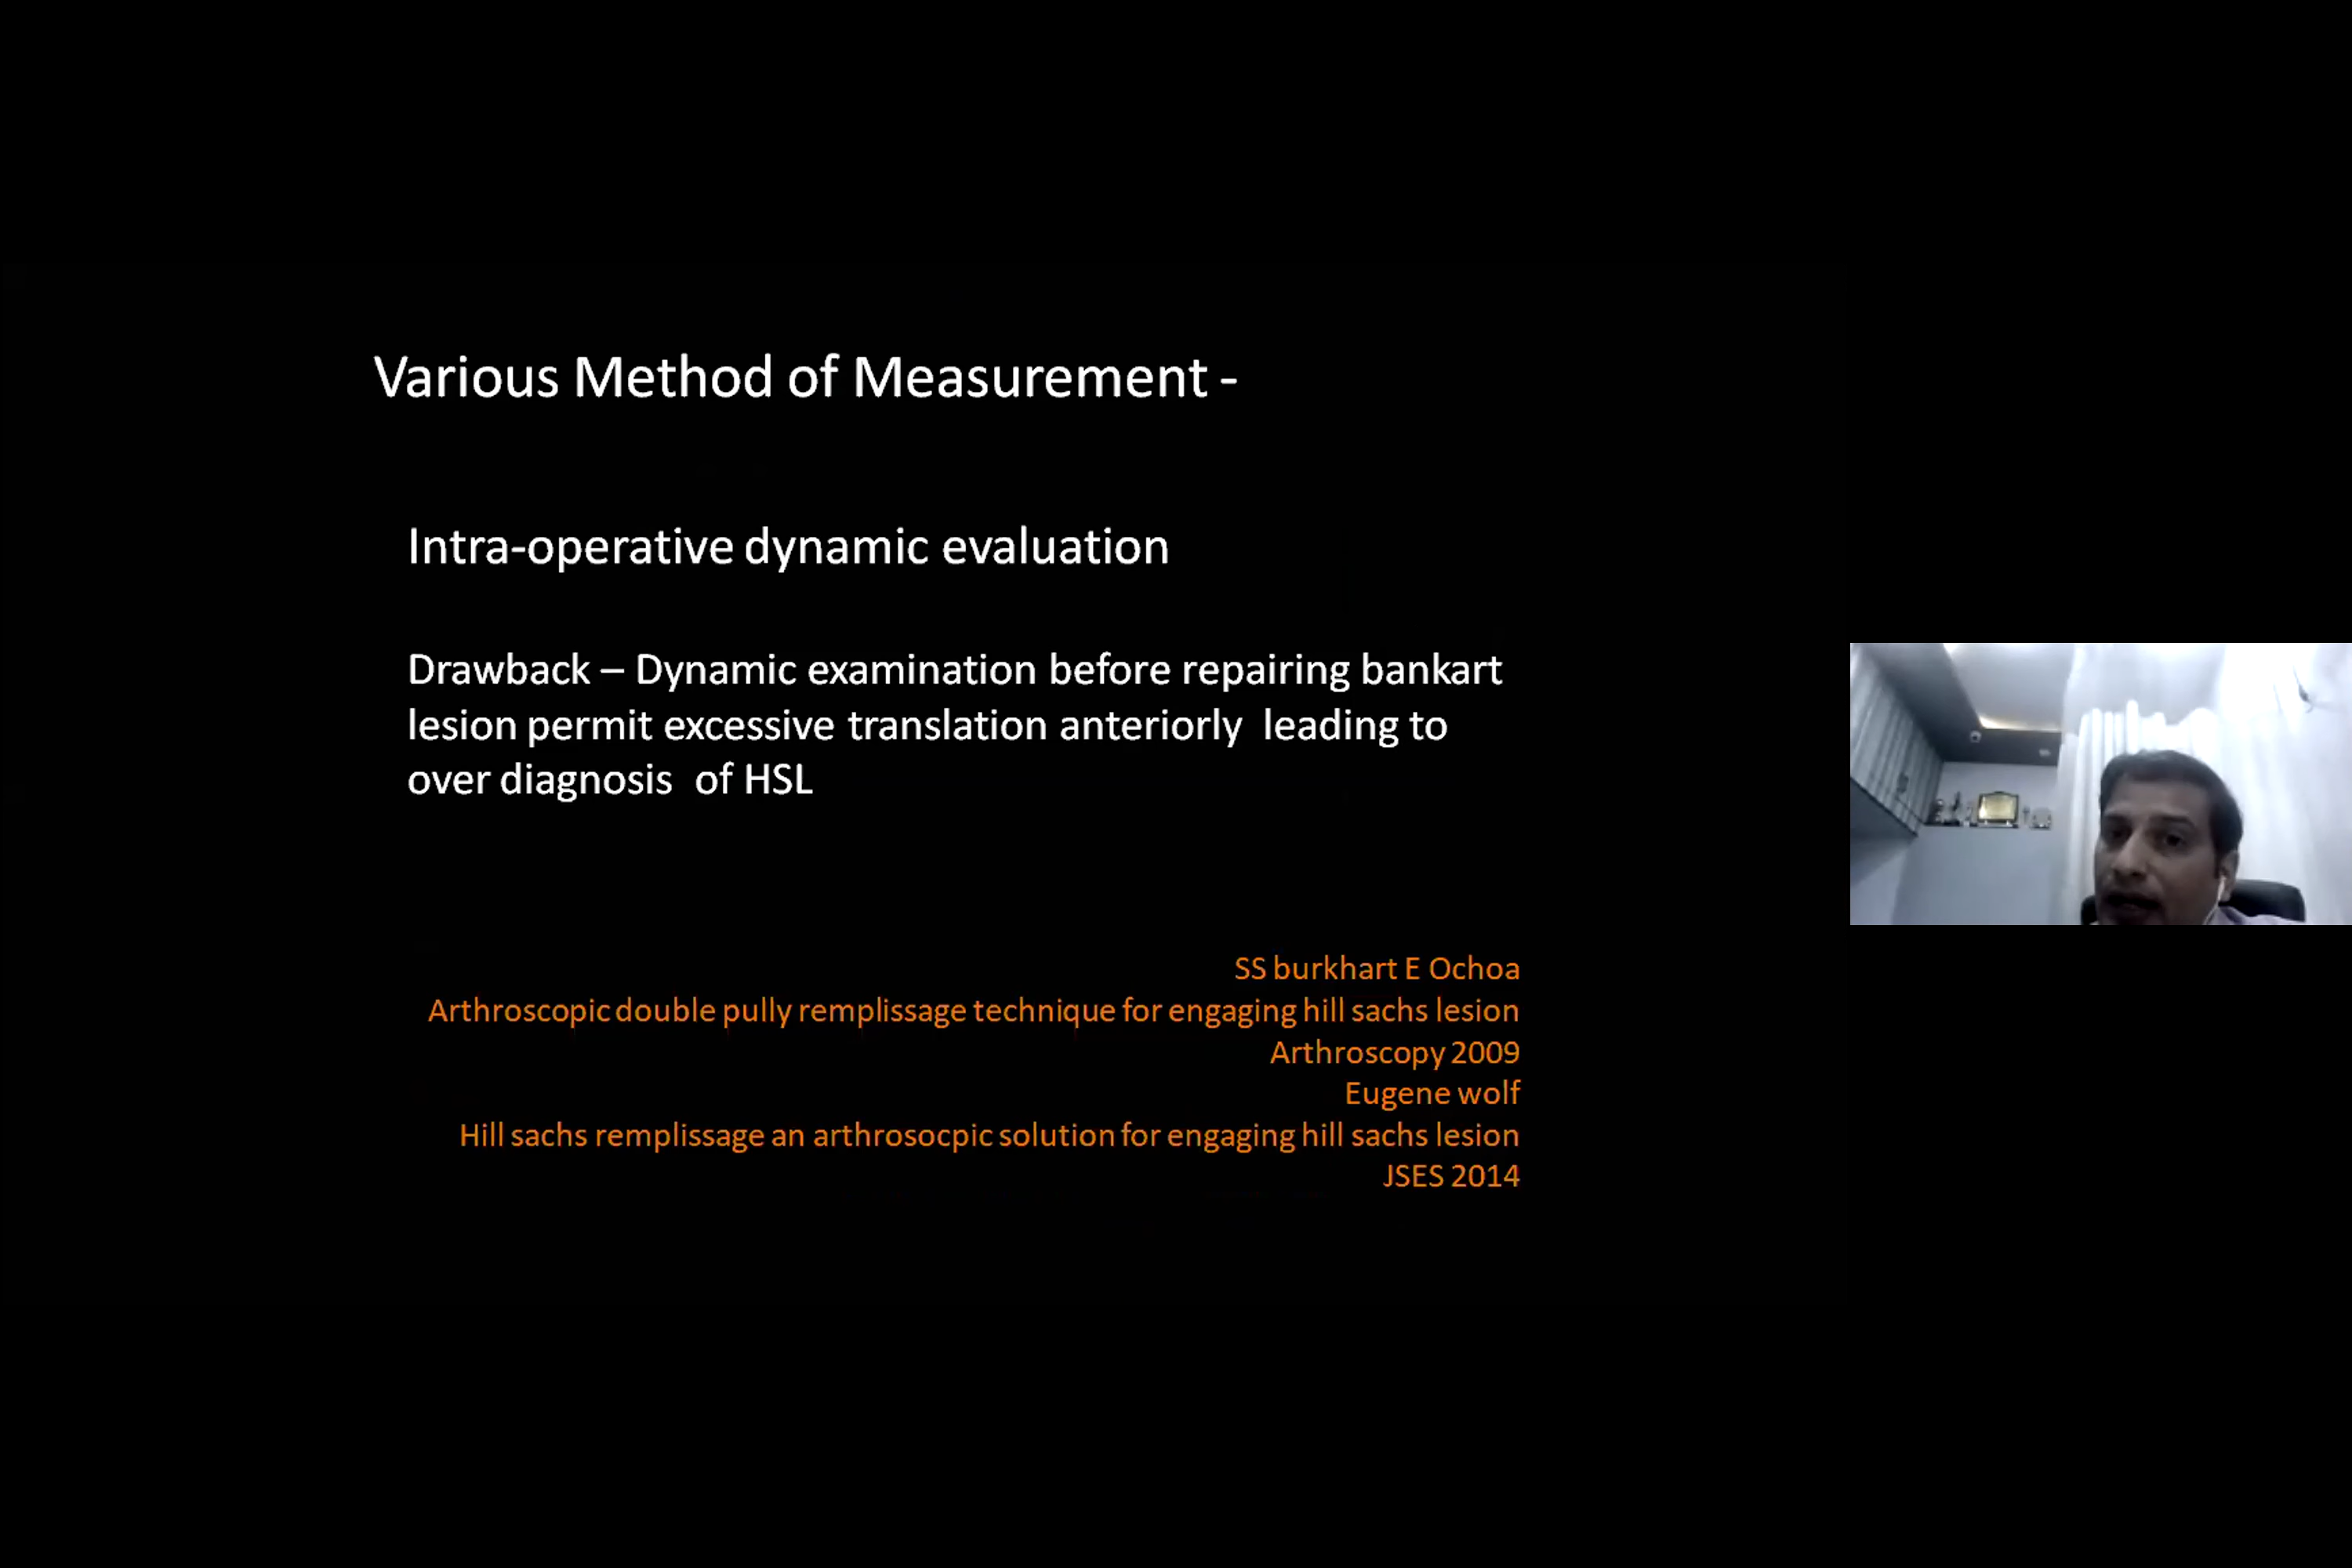 Various Method of Measurement -
Intra-operative dynamic evaluation
Drawback – Dynamic examination before repairing bankart
lesion permit excessive translation anteriorly leading to
over diagnosis of HSL
SS burkhart E Ochoa
Arthroscopic double pully remplissage technique for engaging hill sachs lesion
Arthroscopy 2009
Eugene wolf
Hill sachs remplissage an arthrosocpic solution for engaging hill sachs lesion
JSES 2014